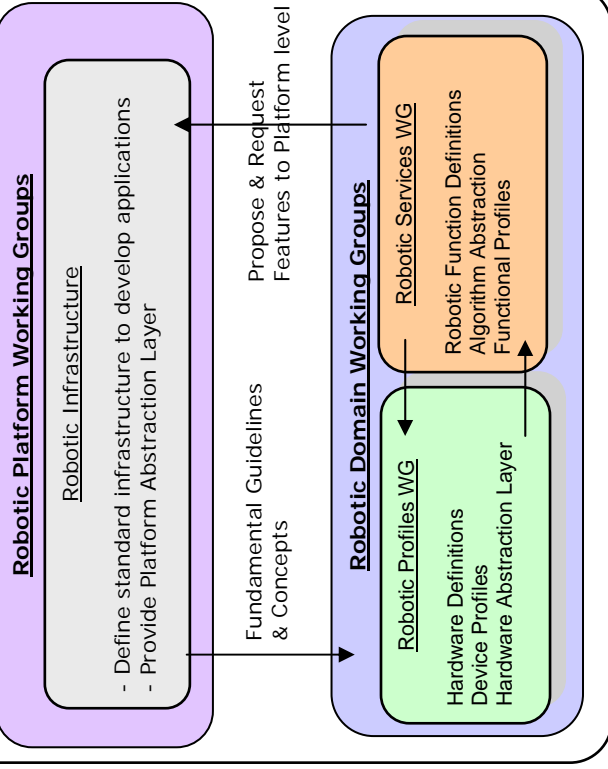 Robotic Platform Working Groups
Robotic Infrastructure
- Define standard infrastructure to develop applications
- Provide Platform Abstraction Layer
Fundamental Guidelines
& Concepts
Propose & Request
Features to Platform level
Robotic Domain Working Groups
Robotic Profiles WG
Hardware Definitions
Device Profiles
Hardware Abstraction Layer
Robotic Services WG
Robotic Function Definitions
Algorithm Abstraction
Functional Profiles